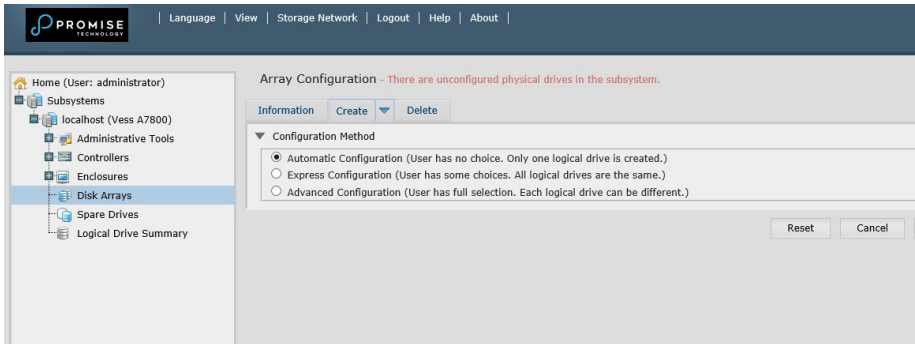 PROMISE
TECHNOLOGY
| Language | View | Storage Network | Logout | Help | About |
Home (User: administrator)
Subsystems
localhost (Vess A7800)
Administrative Tools
Controllers
Enclosures
Disk Arrays
Spare Drives
Logical Drive Summary
Array Configuration - There are unconfigured physical drives in the subsystem.
Information Create Delete
Configuration Method
Automatic Configuration (User has no choice. Only one logical drive is created.)
Express Configuration (User has some choices. All logical drives are the same.)
Advanced Configuration (User has full selection. Each logical drive can be different.)
Reset Cancel